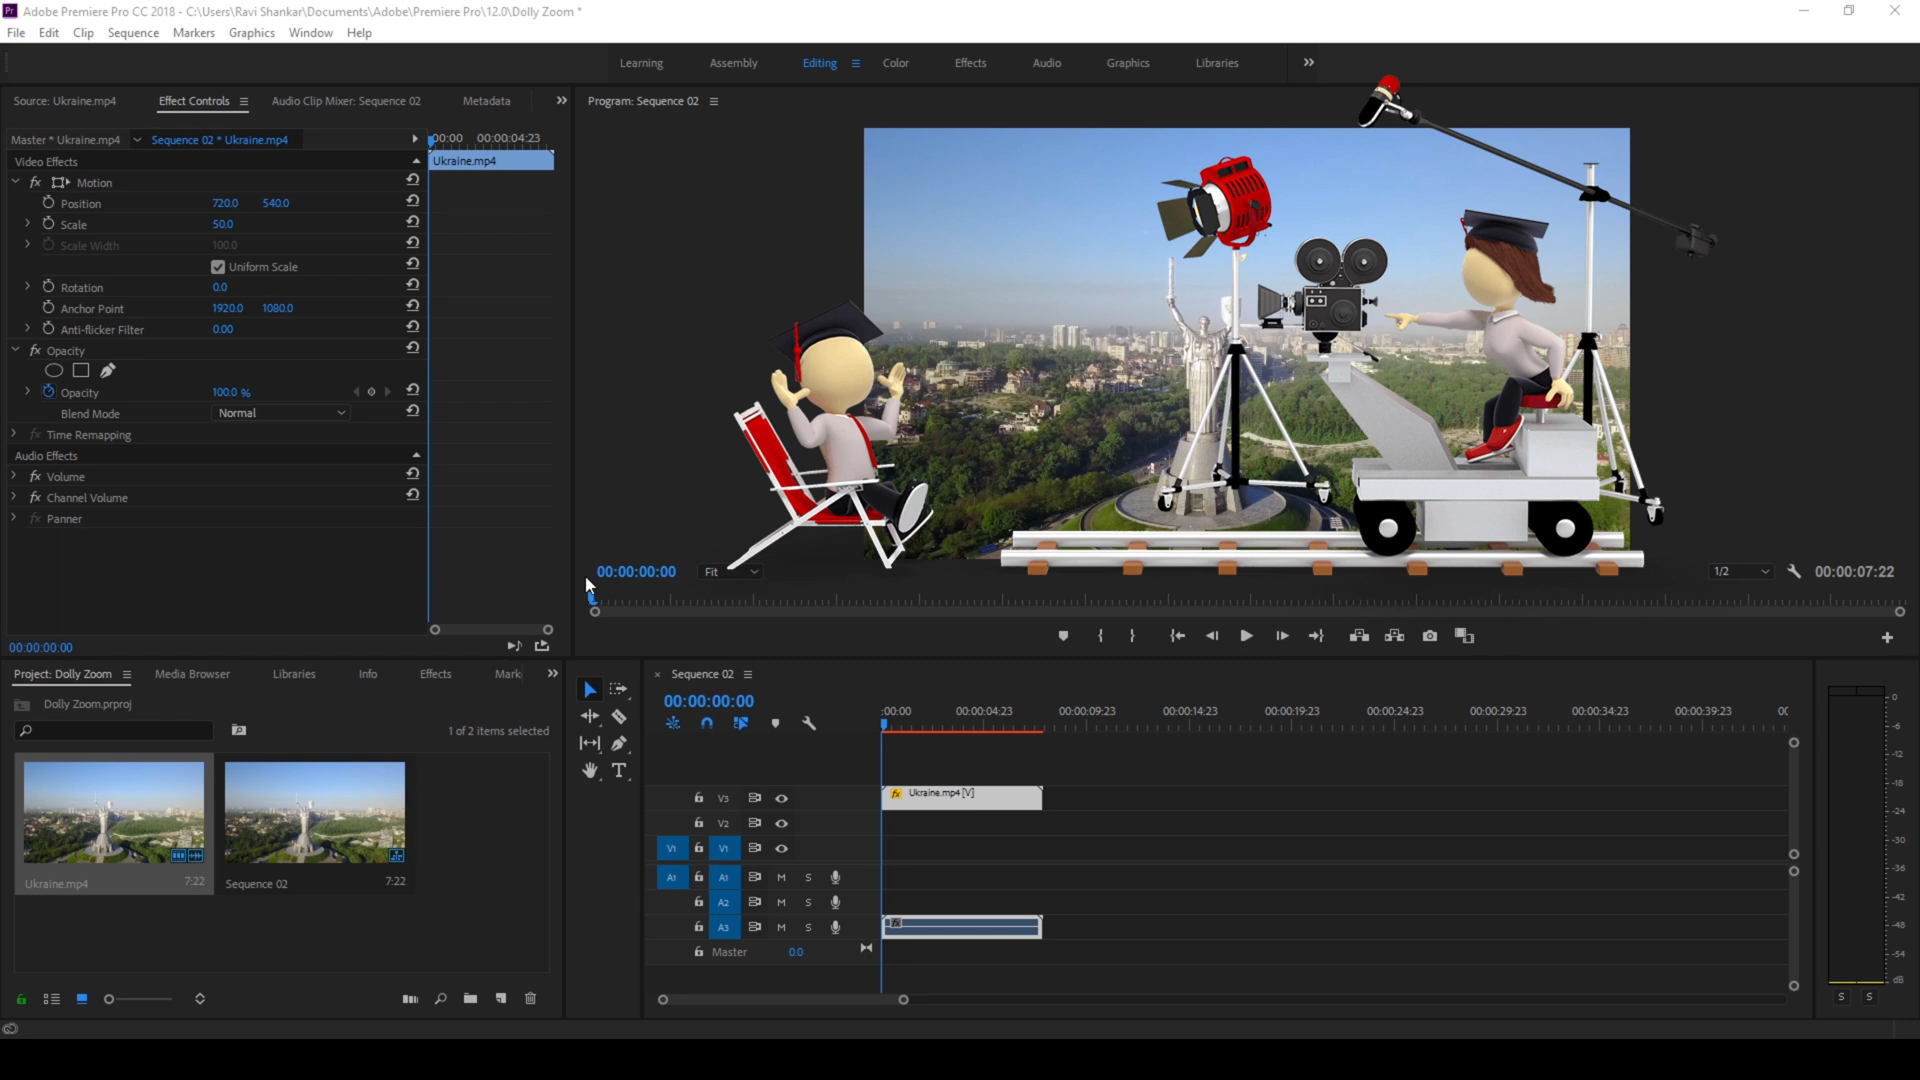 Pr Adobe Premiere Pro CC 2018 - C:\Users\Ravi Shankar\Documents\Adobe\Premiere Pro\12.0\Dolly Zoom *
File Edit Clip Sequence Markers Graphics Window Help
Learning Assembly Editing Color Effects Audio Graphics Libraries
Source: Ukraine.mp4 Effect Controls Audio Clip Mixer: Sequence 02 Metadata
Program: Sequence 02
Master * Ukraine.mp4 Sequence 02 * Ukraine.mp4 :00:00 00:00:04:23
Video Effects Ukraine.mp4
fx Motion
Position 720.0 540.0
Scale 50.0
Scale Width 100.0
Uniform Scale
Rotation 0.0
Anchor Point 1920.0 1080.0
Anti-flicker Filter 0.00
fx Opacity
Opacity 100.0 %
Blend Mode Normal
fx Time Remapping
Audio Effects
fx Volume
fx Channel Volume
fx Panner
00:00:00:00
00:00:00:00 Fit 1/2 00:00:07:22
Project: Dolly Zoom Media Browser Libraries Info Effects Mark
Dolly Zoom.prproj
1 of 2 items selected
Ukraine.mp4 7:22
Sequence 02 7:22
T
× Sequence 02
00:00:00:00
:00:00 00:00:04:23 00:00:09:23 00:00:14:23 00:00:19:23 00:00:24:23 00:00:29:23 00:00:34:23 00:00:39:23
V3 fx Ukraine.mp4 [V]
V2
V1 V1
A1 A1 M S
A2 M S
A3 M S fx
Master 0.0
0
-6
-12
-18
-24
-30
-36
-42
-48
-54
dB
S S